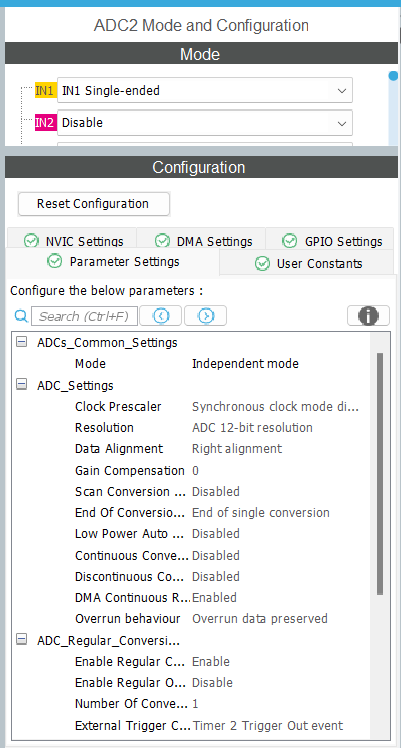 ADC2 Mode and Configuration
Mode
IN1 IN1 Single-ended
IN2 Disable
Configuration
Reset Configuration
NVIC Settings DMA Settings GPIO Settings
Parameter Settings User Constants
Configure the below parameters :
Search (Ctrl+F)
ADCs_Common_Settings
Mode Independent mode
ADC_Settings
Clock Prescaler Synchronous clock mode di...
Resolution ADC 12-bit resolution
Data Alignment Right alignment
Gain Compensation 0
Scan Conversion ... Disabled
End Of Conversio... End of single conversion
Low Power Auto ... Disabled
Continuous Conve... Disabled
Discontinuous Co... Disabled
DMA Continuous R... Enabled
Overrun behaviour Overrun data preserved
ADC_Regular_Conversi...
Enable Regular C... Enable
Enable Regular O... Disable
Number Of Conve... 1
External Trigger C... Timer 2 Trigger Out event